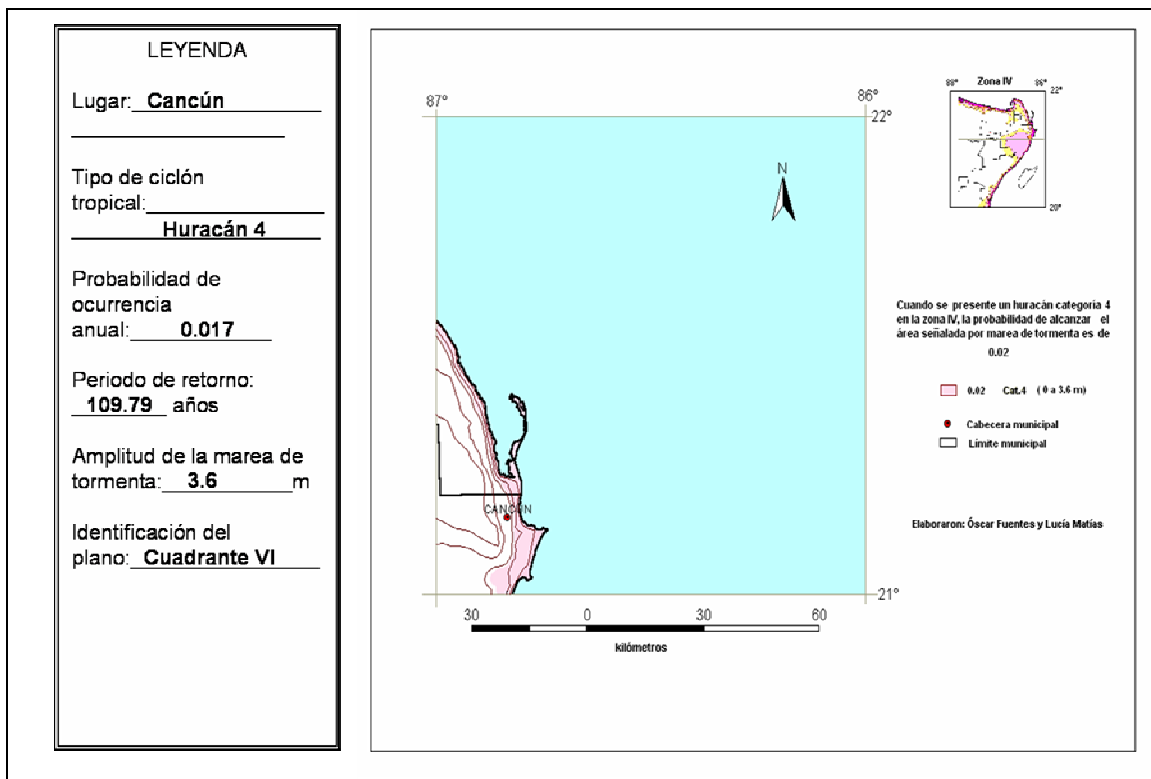 LEYENDA
Lugar: Cancún
Tipo de ciclón
tropical:
Huracán 4
Probabilidad de
ocurrencia
anual: 0.017
Periodo de retorno:
109.79 años
Amplitud de la marea de
tormenta: 3.6 m
Identificación del
plano: Cuadrante VI
87°
86°
22°
N
CANCÚN
21°
30 0 30 60
kilómetros
88° Zona IV 86°
22°
20°
Cuando se presente un huracán categoria 4
en la zona IV, la probabilidad de alcanzar el
área señalada por marea de tormenta es de
0.02
0.02 Cat.4 (0 a 3.6 m)
Cabecera municipal
Límite municipal
Elaboraron: Óscar Fuentes y Lucía Matías